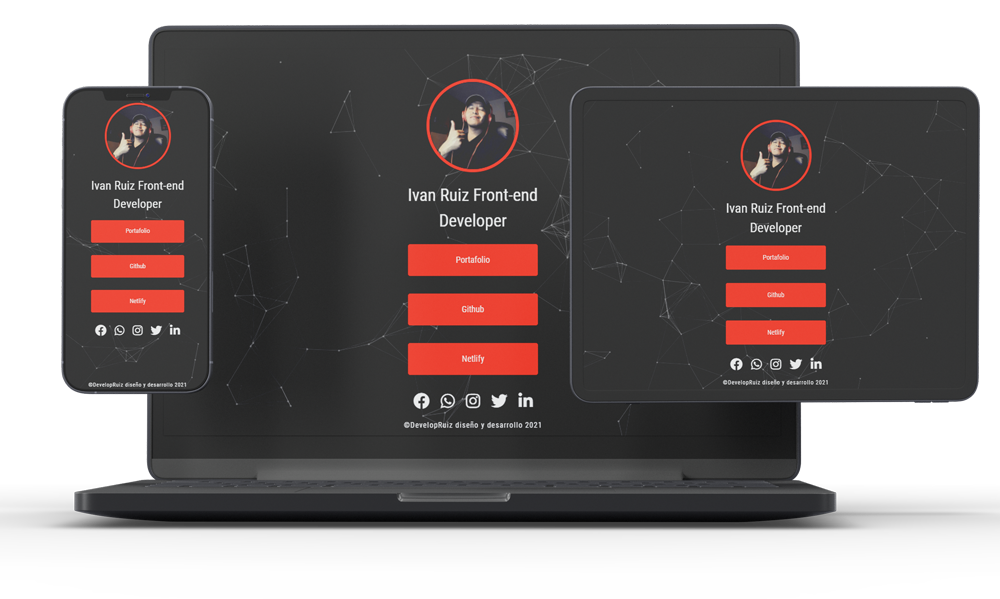 Ivan Ruiz Front-end
Developer
Portafolio
Github
Netlify
©DevelopRuiz diseño y desarrollo 2021
Ivan Ruiz Front-end
Developer
Portafolio
Github
Netlify
©DevelopRuiz diseño y desarrollo 2021
Ivan Ruiz Front-end
Developer
Portafolio
Github
Netlify
©DevelopRuiz diseño y desarrollo 2021